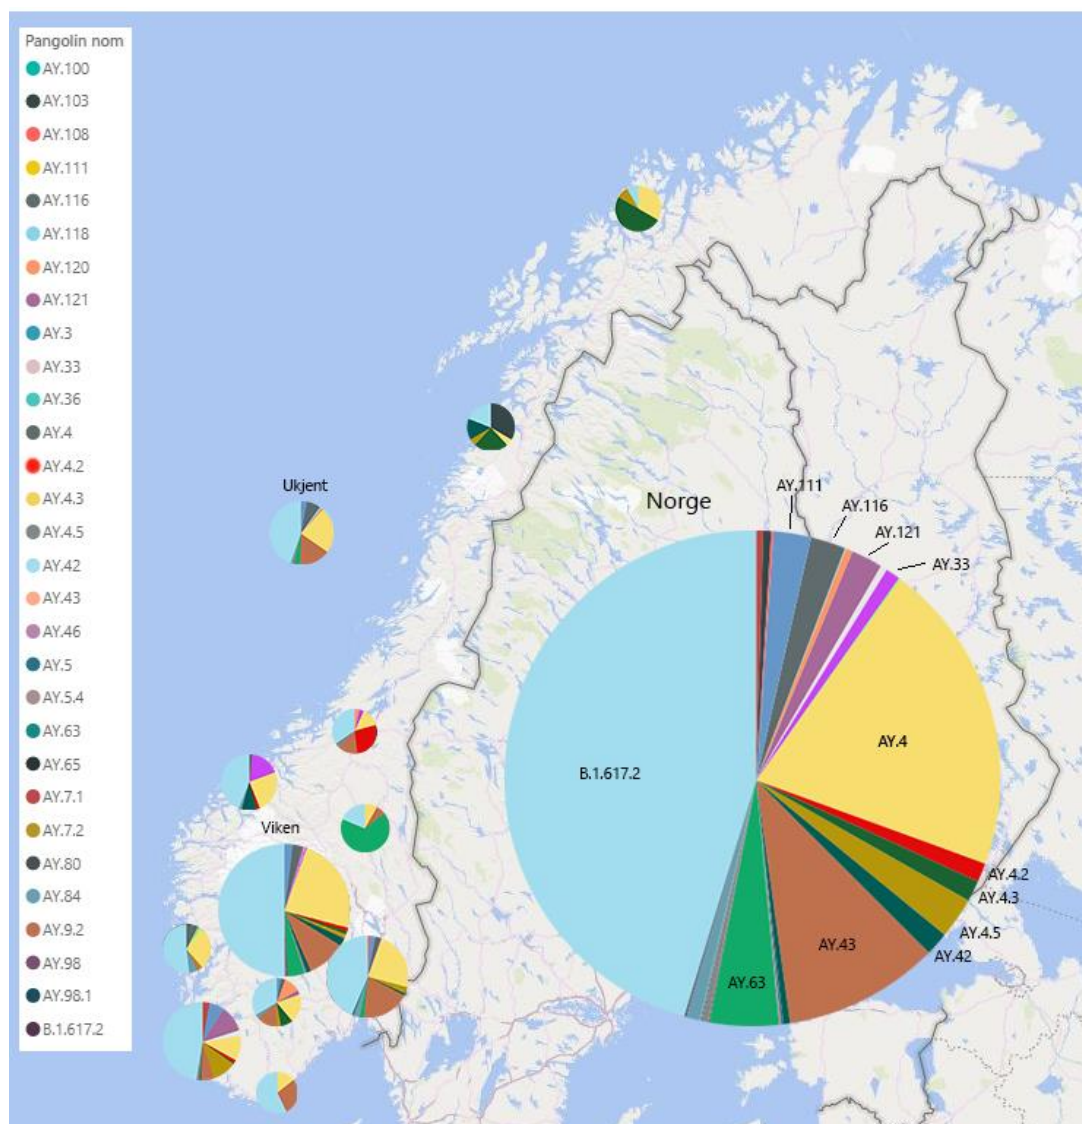 Pangolin nom
AY.100
AY.103
AY.108
AY.111
AY.116
AY.118
AY.120
AY.121
AY.3
AY.33
AY.36
AY.4
AY.4.2
AY.4.3
AY.4.5
AY.42
AY.43
AY.46
AY.5
AY.5.4
AY.63
AY.65
AY.7.1
AY.7.2
AY.80
AY.84
AY.9.2
AY.98
AY.98.1
B.1.617.2
Ukjent
Viken
Norge
AY.111
AY.116
AY.121
AY.33
AY.4
B.1.617.2
AY.4.2
AY.4.3
AY.4.5
AY.42
AY.43
AY.63